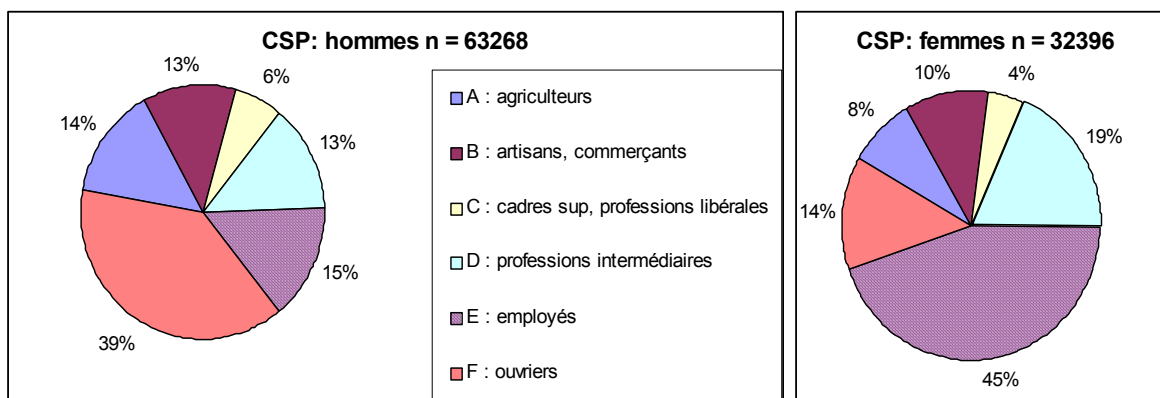 CSP: hommes n = 63268
13%
6%
14%
13%
15%
39%
A : agriculteurs
B : artisans, commerçants
C : cadres sup, professions libérales
D : professions intermédiaires
E : employés
F : ouvriers
CSP: femmes n = 32396
10%
4%
8%
19%
14%
45%